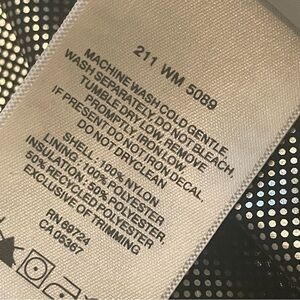 211 WM 5089
MACHINE WASH COLD GENTLE,
WASH SEPARATELY, DO NOT BLEACH,
TUMBLE DRY LOW, REMOVE
PROMPTLY, IRON LOW,
IF PRESENT DO NOT IRON DECAL.
DO NOT DRYCLEAN
SHELL: 100% NYLON
LINING: 100% POLYESTER
INSULATION: 50% POLYESTER,
50% RECYCLED POLYESTER,
EXCLUSIVE OF TRIMMING
RN 69724
CA 05367